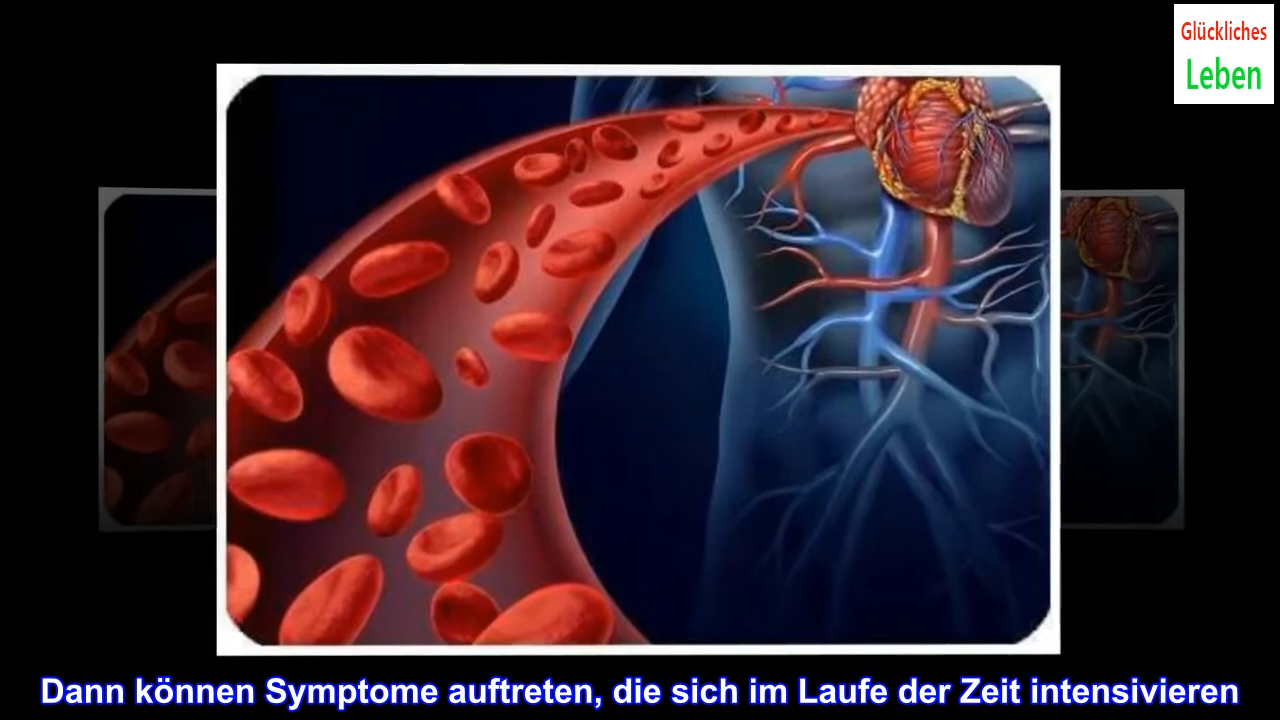 Glückliches
Leben
Dann können Symptome auftreten, die sich im Laufe der Zeit intensivieren